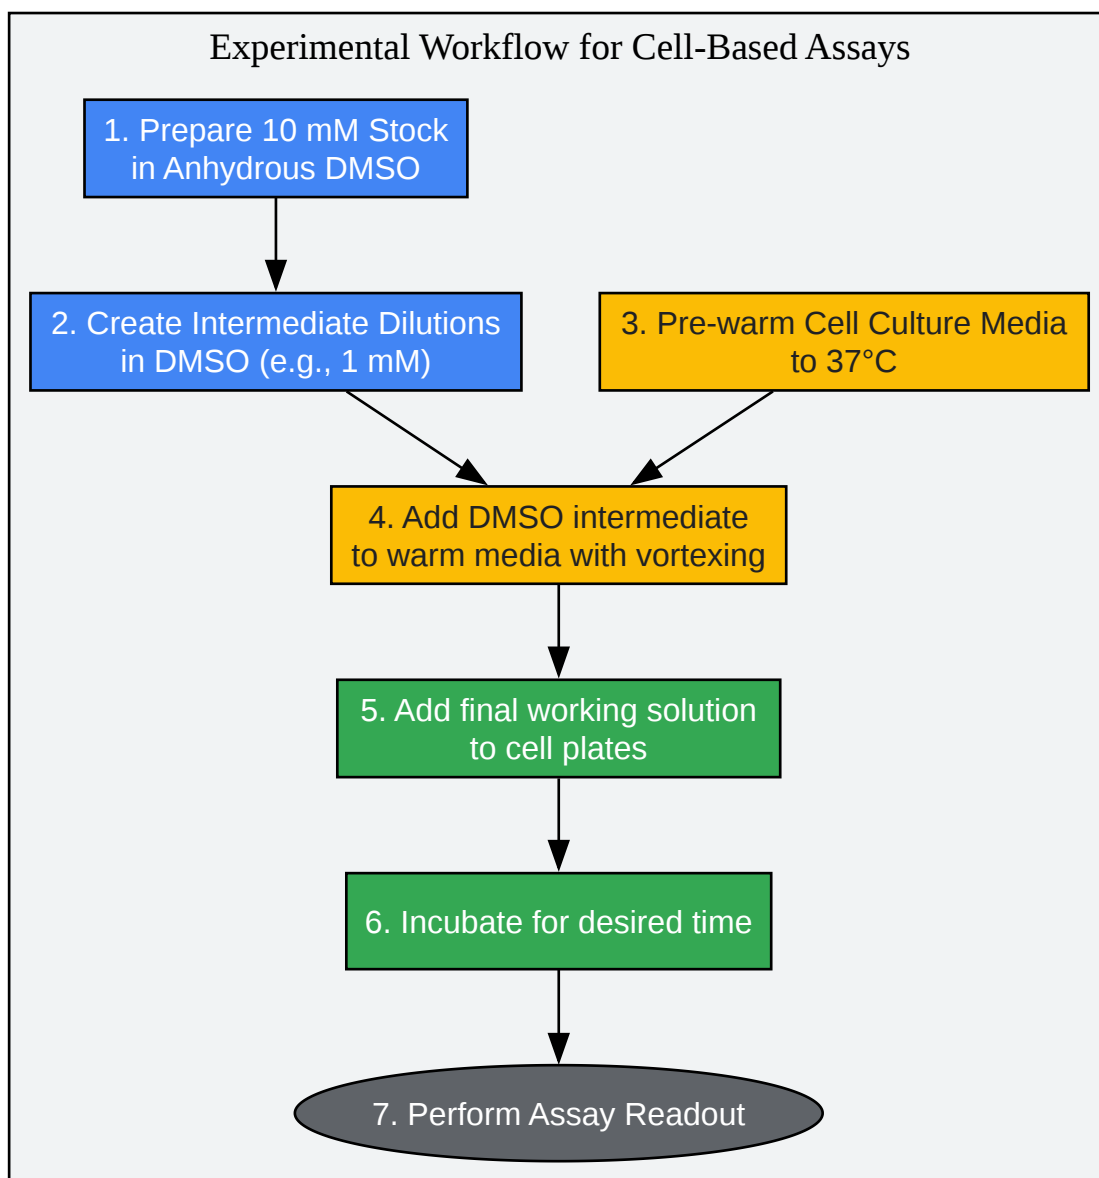 Experimental Workflow for Cell-Based Assays
1. Prepare 10 mM Stock
in Anhydrous DMSO
2. Create Intermediate Dilutions
in DMSO (e.g., 1 mM)
3. Pre-warm Cell Culture Media
to 37°C
4. Add DMSO intermediate
to warm media with vortexing
5. Add final working solution
to cell plates
6. Incubate for desired time
7. Perform Assay Readout